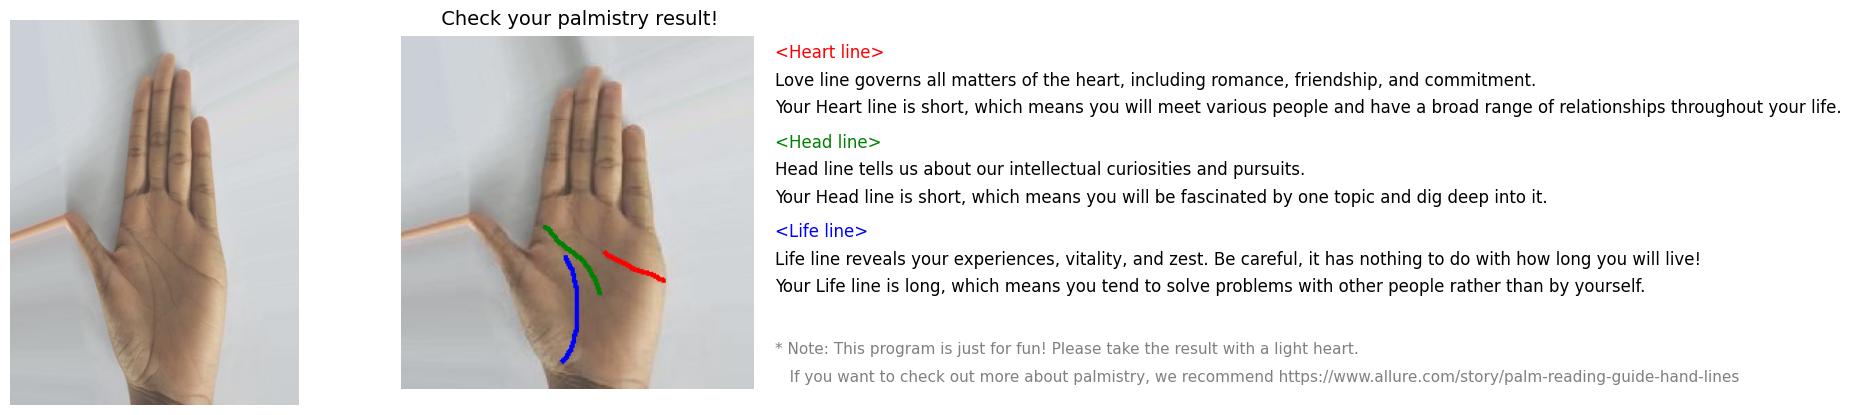 Check your palmistry result!
<Heart line>
Love line governs all matters of the heart, including romance, friendship, and commitment.
Your Heart line is short, which means you will meet various people and have a broad range of relationships throughout your life.
<Head line>
Head line tells us about our intellectual curiosities and pursuits.
Your Head line is short, which means you will be fascinated by one topic and dig deep into it.
<Life line>
Life line reveals your experiences, vitality, and zest. Be careful, it has nothing to do with how long you will live!
Your Life line is long, which means you tend to solve problems with other people rather than by yourself.
* Note: This program is just for fun! Please take the result with a light heart.
If you want to check out more about palmistry, we recommend https://www.allure.com/story/palm-reading-guide-hand-lines